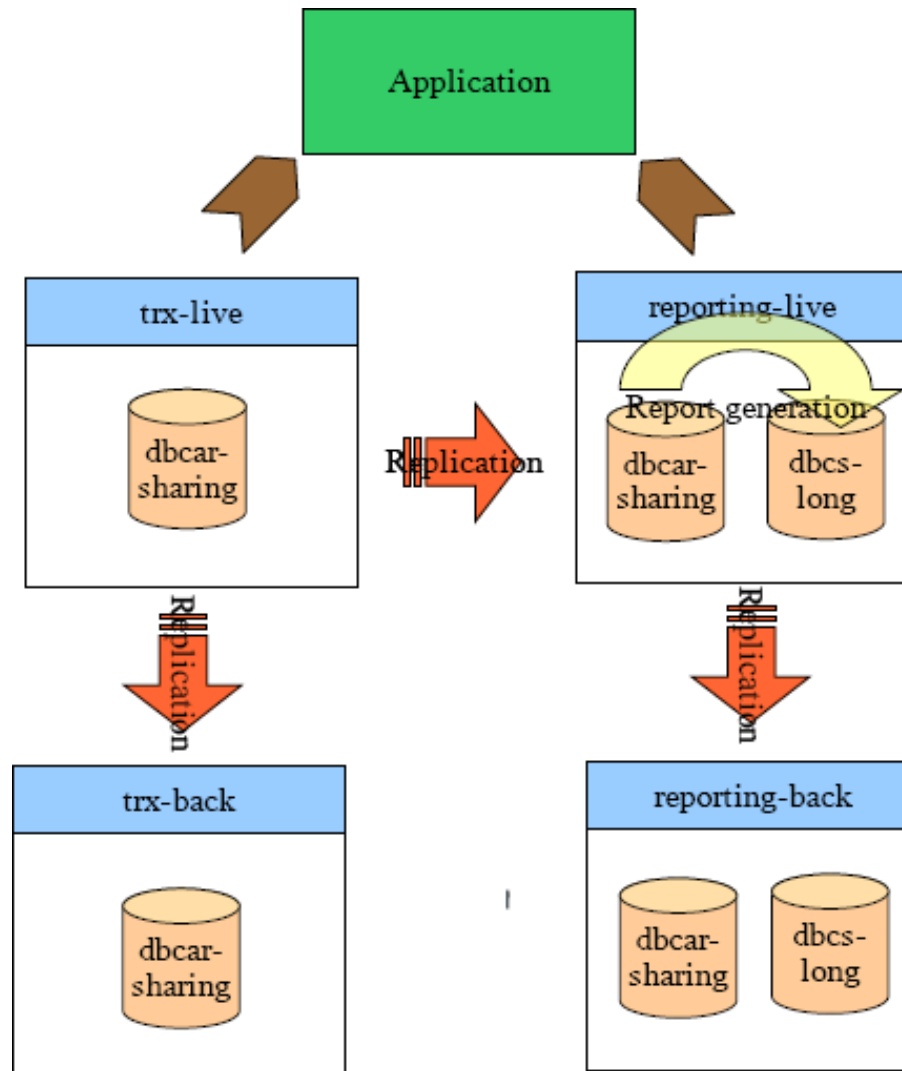 Application
trx-live
reporting-live
Report generation
dbcar-
sharing
Replication
dbcar-
sharing
dbcs-
long
Replication
Replication
trx-back
reporting-back
dbcar-
sharing
dbcar-
sharing
dbcs-
long